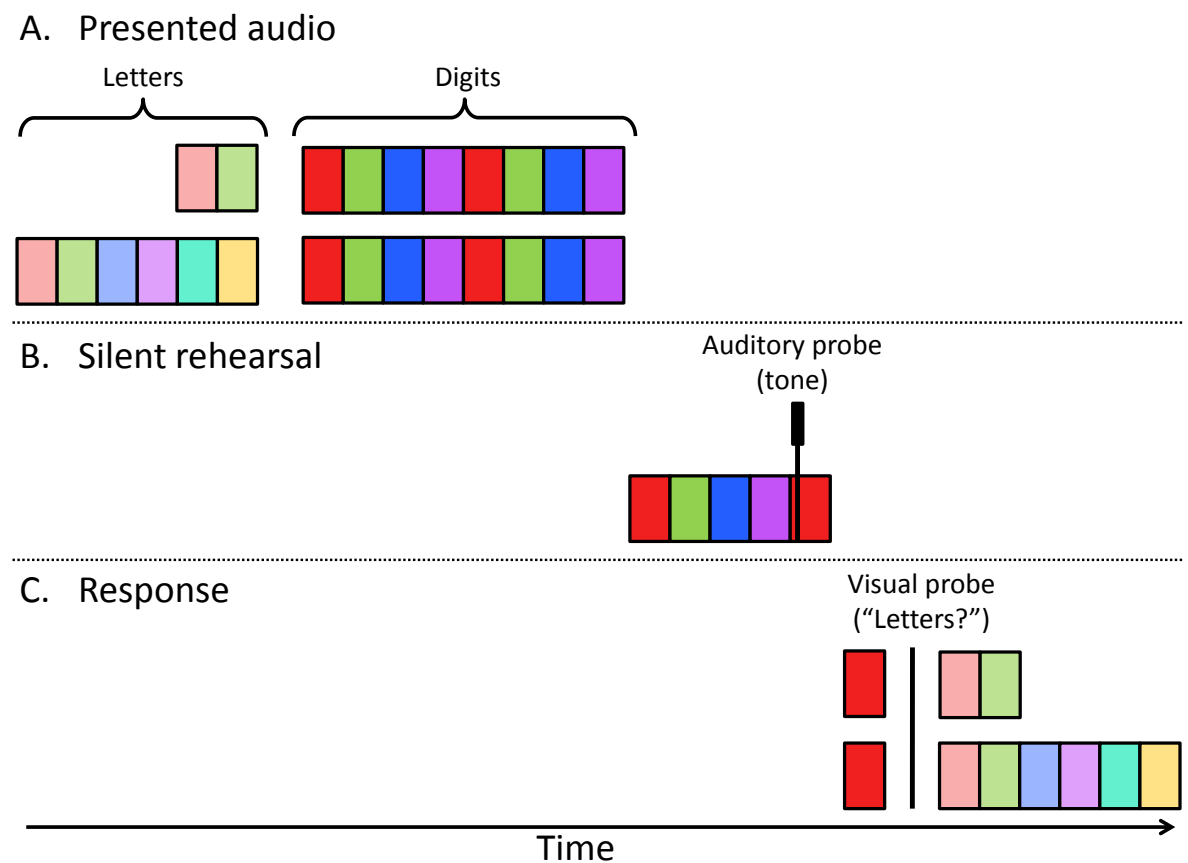 A. Presented audio
Letters
Digits
B. Silent rehearsal
Auditory probe
(tone)
C. Response
Visual probe
(“Letters?”)
Time